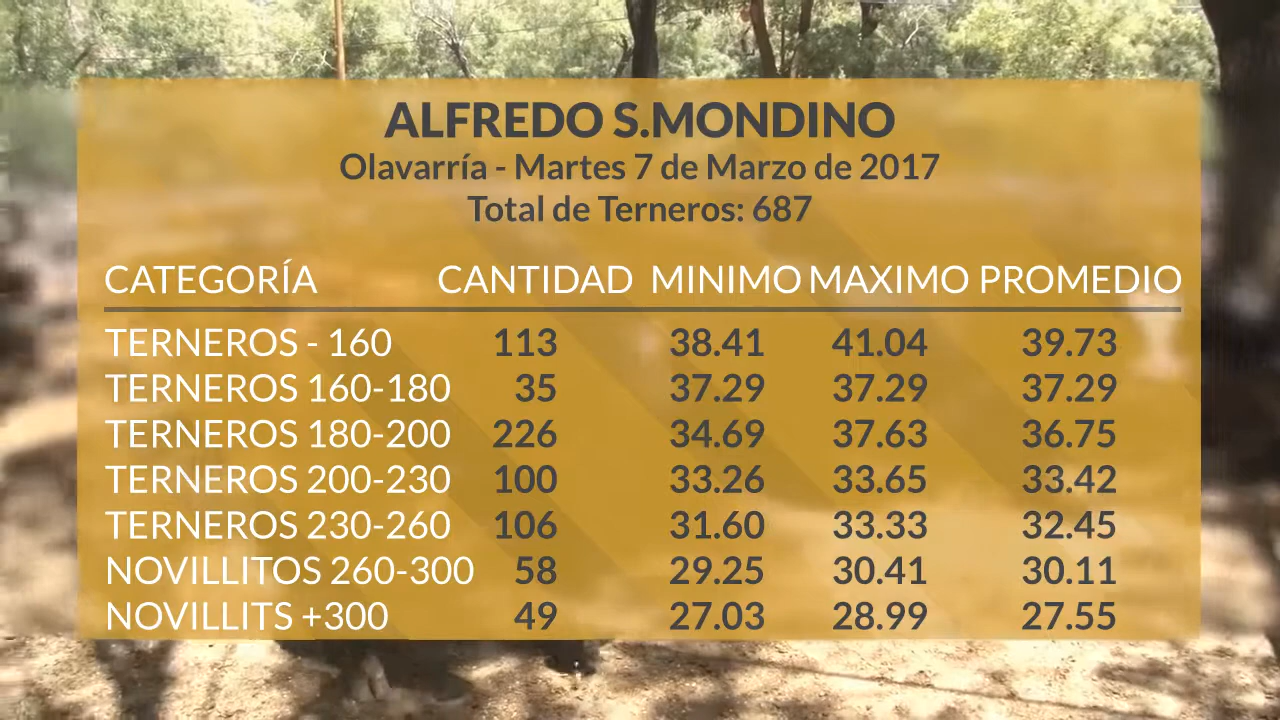 ALFREDO S.MONDINO
Olavarría - Martes 7 de Marzo de 2017
Total de Terneros: 687
CATEGORÍA CANTIDAD MINIMO MAXIMO PROMEDIO
TERNEROS - 160 113 38.41 41.04 39.73
TERNEROS 160-180 35 37.29 37.29 37.29
TERNEROS 180-200 226 34.69 37.63 36.75
TERNEROS 200-230 100 33.26 33.65 33.42
TERNEROS 230-260 106 31.60 33.33 32.45
NOVILLITOS 260-300 58 29.25 30.41 30.11
NOVILLITS +300 49 27.03 28.99 27.55